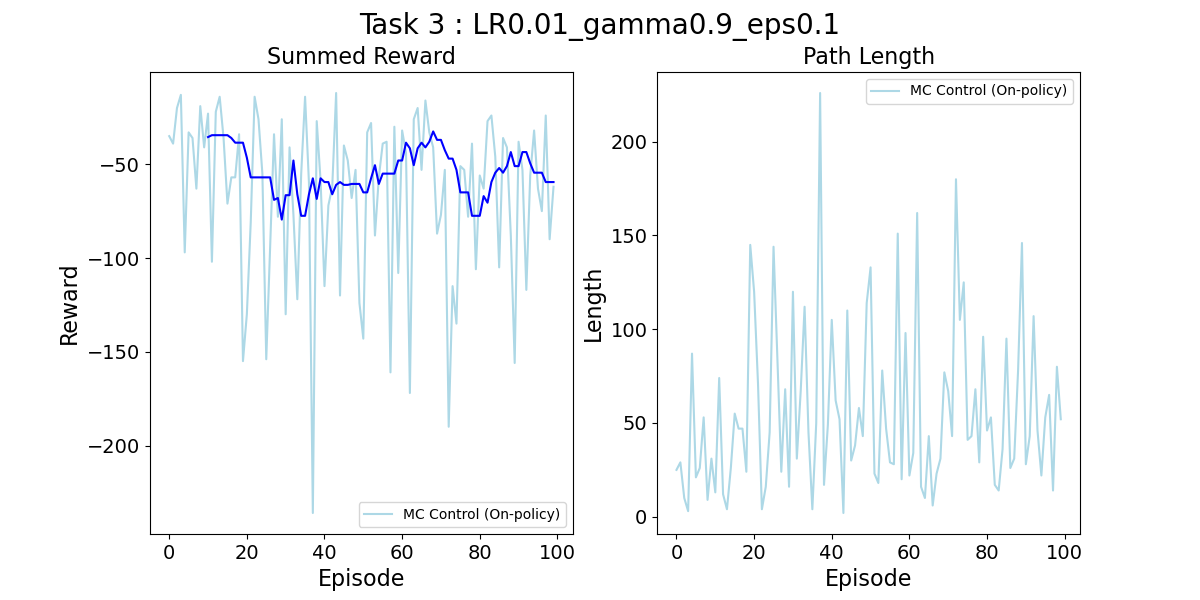 Task 3 : LR0.01_gamma0.9_eps0.1
Summed Reward
Reward
−50
−100
−150
−200
0
20
40
60
80
100
Episode
MC Control (On-policy)
Path Length
Length
200
150
100
50
0
0
20
40
60
80
100
Episode
MC Control (On-policy)